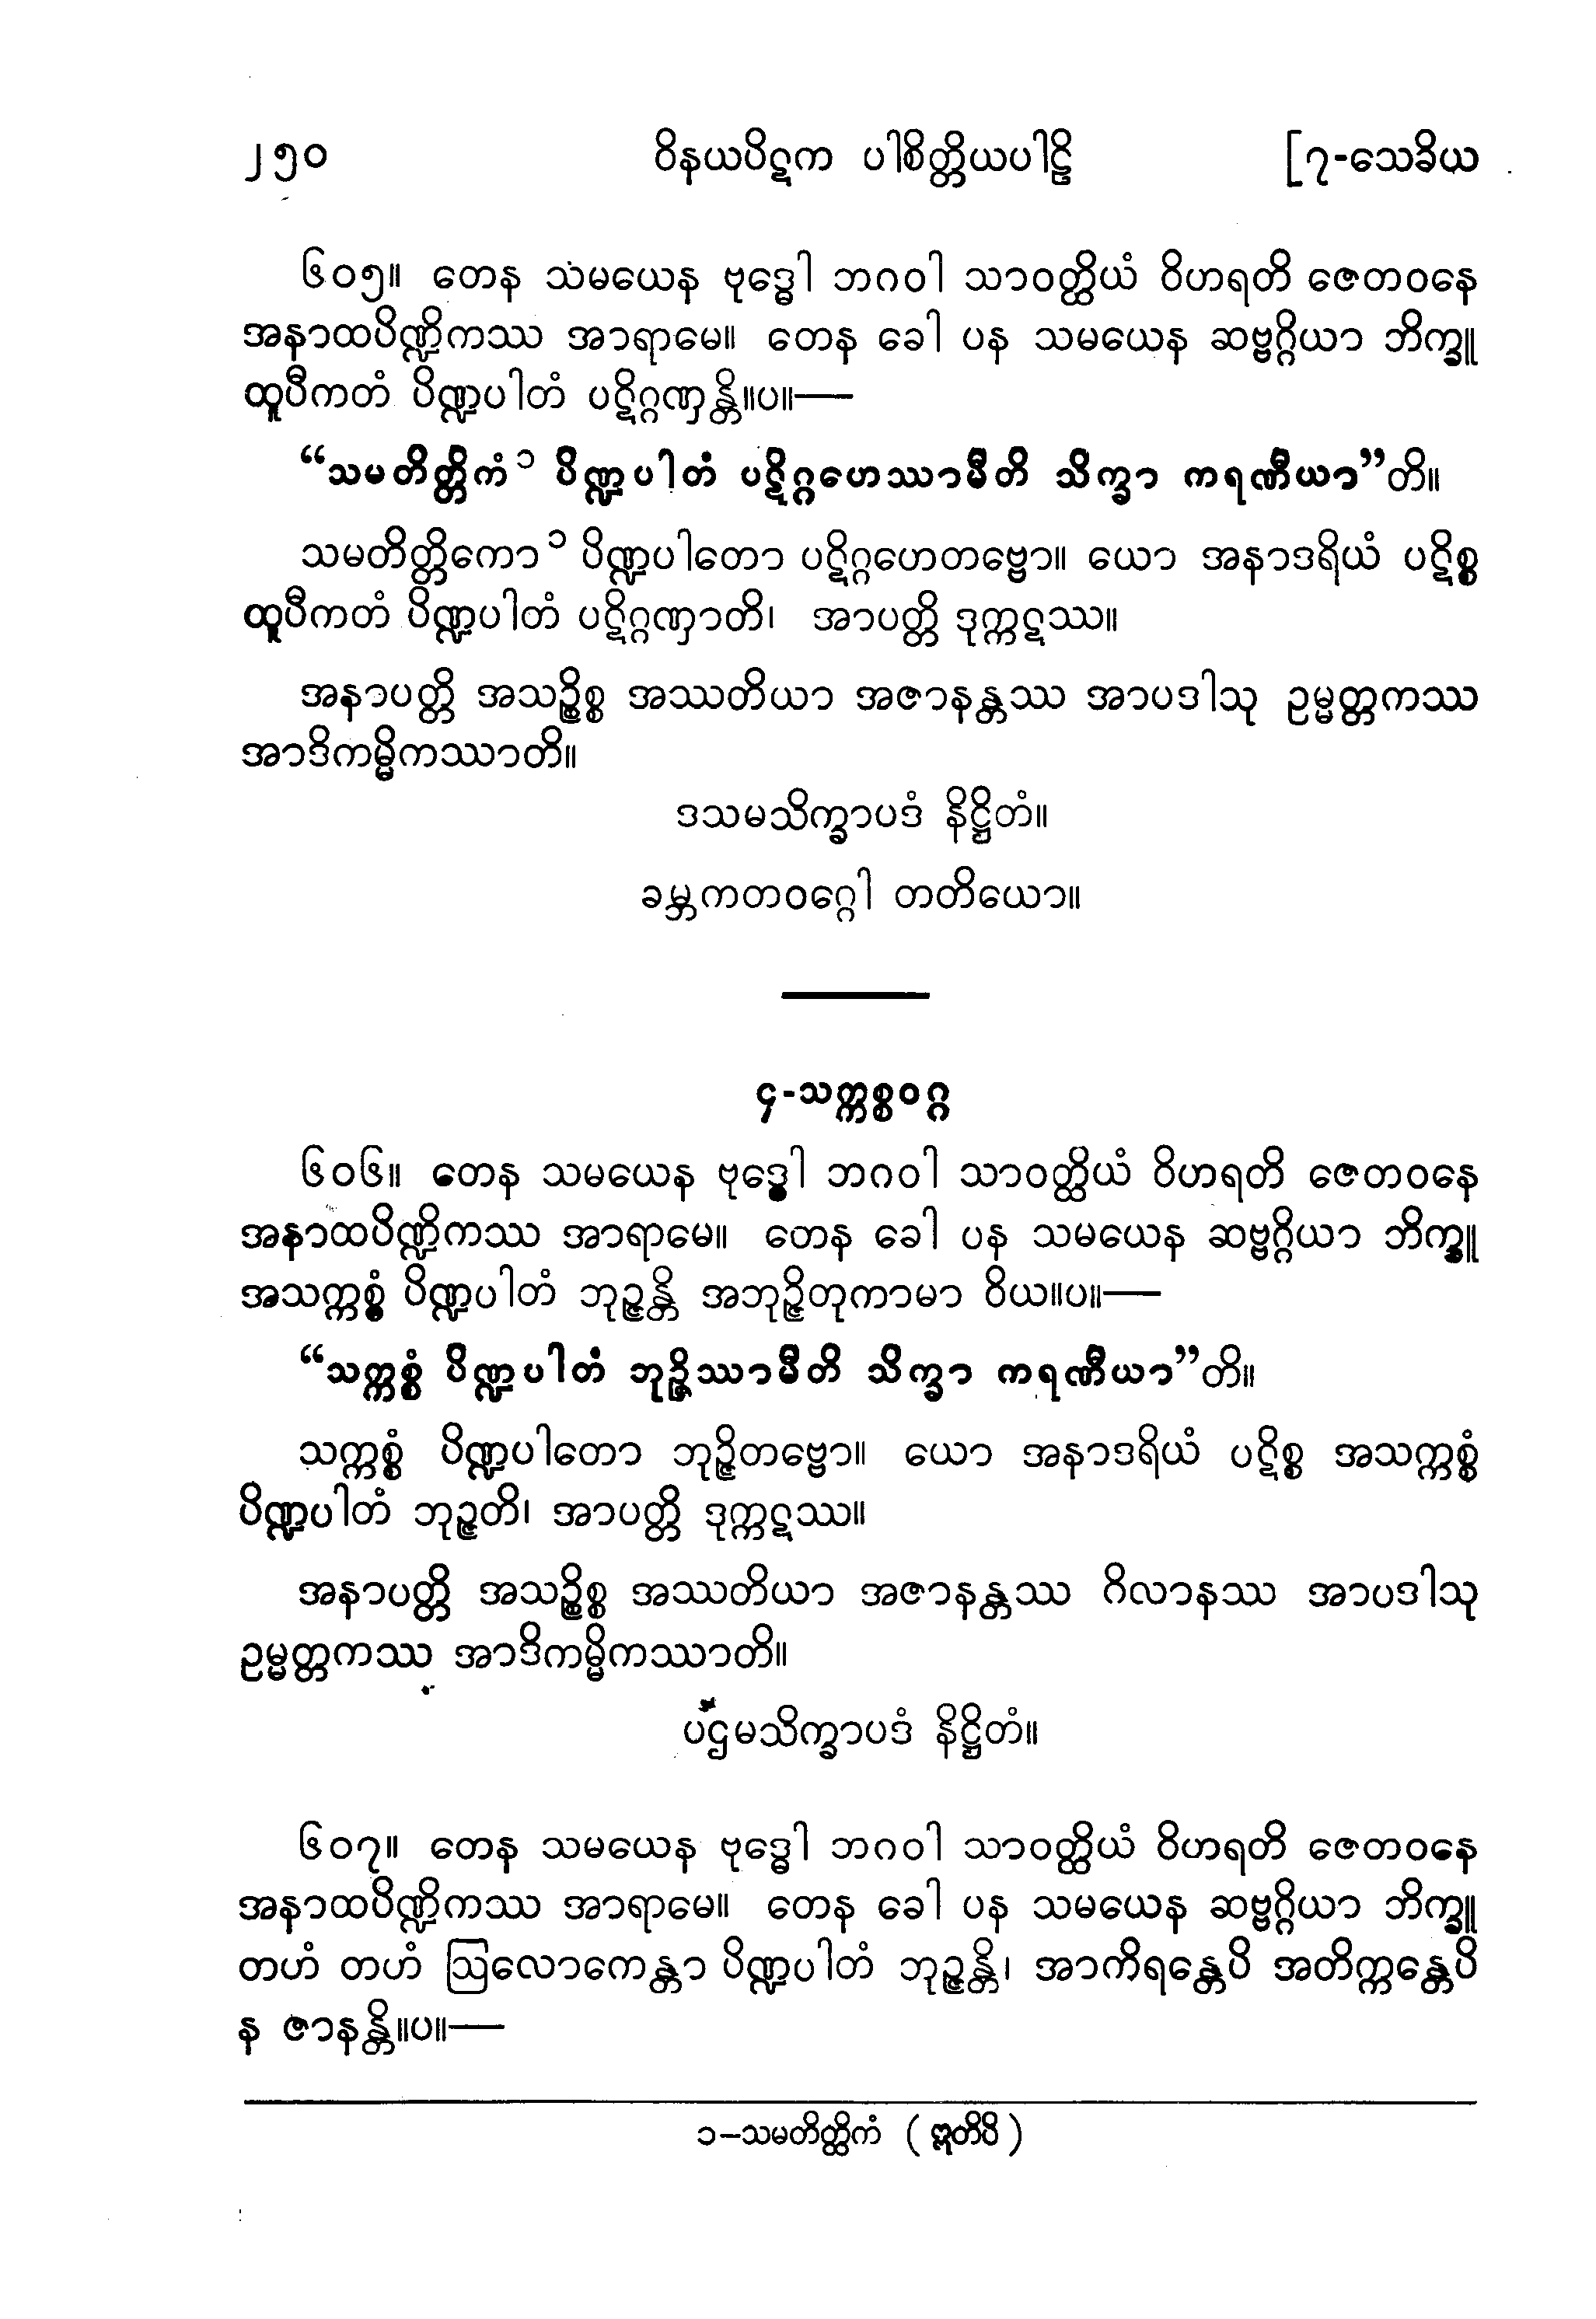 ၂၅၀ ဝိနယပိဋက ပါစိတ္တိယပါဠိ [၇-သေခိယ
၆၀၅။ တေန သမယေန ဗုဒ္ဓေါ ဘဂဝါ သာဝတ္ထိယံ ဝိဟရတိ ဇေတဝနေ
အနာထပိဏ္ဍိကဿ အာရာမေ။ တေန ခေါ ပန သမယေန ဆဗ္ဗဂ္ဂိယာ ဘိက္ခူ
ထူပီကတံ ပိဏ္ဍပါတံ ပဋိဂ္ဂဏှန္တိ။ပ။—
“သမတိတ္တိကံ ၁ ပိဏ္ဍပါတံ ပဋိဂ္ဂဟေဿာမီတိ သိက္ခာ ကရဏီယာ”တိ။
သမတိတ္တိကော ၁ ပိဏ္ဍပါတော ပဋိဂ္ဂဟေတဗ္ဗော။ ယော အနာဒရိယံ ပဋိစ္စ
ထူပီကတံ ပိဏ္ဍပါတံ ပဋိဂ္ဂဏှာတိ၊ အာပတ္တိ ဒုက္ကဋဿ။
အနာပတ္တိ အသဉ္စိစ္စ အဿတိယာ အဇာနန္တဿ အာပဒါသု ဥမ္မတ္တကဿ
အာဒိကမ္မိကဿာတိ။
ဒသမသိက္ခာပဒံ နိဋ္ဌိတံ။
ခမ္ဘကတဝဂ္ဂေါ တတိယော။
၄-သက္ကစ္စဝဂ္ဂ
၆၀၆။ တေန သမယေန ဗုဒ္ဓေါ ဘဂဝါ သာဝတ္ထိယံ ဝိဟရတိ ဇေတဝနေ
အနာထပိဏ္ဍိကဿ အာရာမေ။ တေန ခေါ ပန သမယေန ဆဗ္ဗဂ္ဂိယာ ဘိက္ခူ
အသက္ကစ္စံ ပိဏ္ဍပါတံ ဘုဉ္ဇန္တိ အဘုဉ္ဇိတုကာမာ ဝိယ။ပ။—
“သက္ကစ္စံ ပိဏ္ဍပါတံ ဘုဉ္ဇိဿာမီတိ သိက္ခာ ကရဏီယာ”တိ။
သက္ကစ္စံ ပိဏ္ဍပါတော ဘုဉ္ဇိတဗ္ဗော။ ယော အနာဒရိယံ ပဋိစ္စ အသက္ကစ္စံ
ပိဏ္ဍပါတံ ဘုဉ္ဇတိ၊ အာပတ္တိ ဒုက္ကဋဿ။
အနာပတ္တိ အသဉ္စိစ္စ အဿတိယာ အဇာနန္တဿ ဂိလာနဿ အာပဒါသု
ဥမ္မတ္တကဿ အာဒိကမ္မိကဿာတိ။
ပဌမသိက္ခာပဒံ နိဋ္ဌိတံ။
၆၀၇။ တေန သမယေန ဗုဒ္ဓေါ ဘဂဝါ သာဝတ္ထိယံ ဝိဟရတိ ဇေတဝနေ
အနာထပိဏ္ဍိကဿ အာရာမေ။ တေန ခေါ ပန သမယေန ဆဗ္ဗဂ္ဂိယာ ဘိက္ခူ
တဟံ တဟံ ဩလောကေန္တာ ပိဏ္ဍပါတံ ဘုဉ္ဇန္တိ၊ အာကိရန္တေပိ အတိက္ကန္တေပိ
န ဇာနန္တိ။ပ။—
၁–သမတိတ္ထိကံ ( ဣတိပိ )